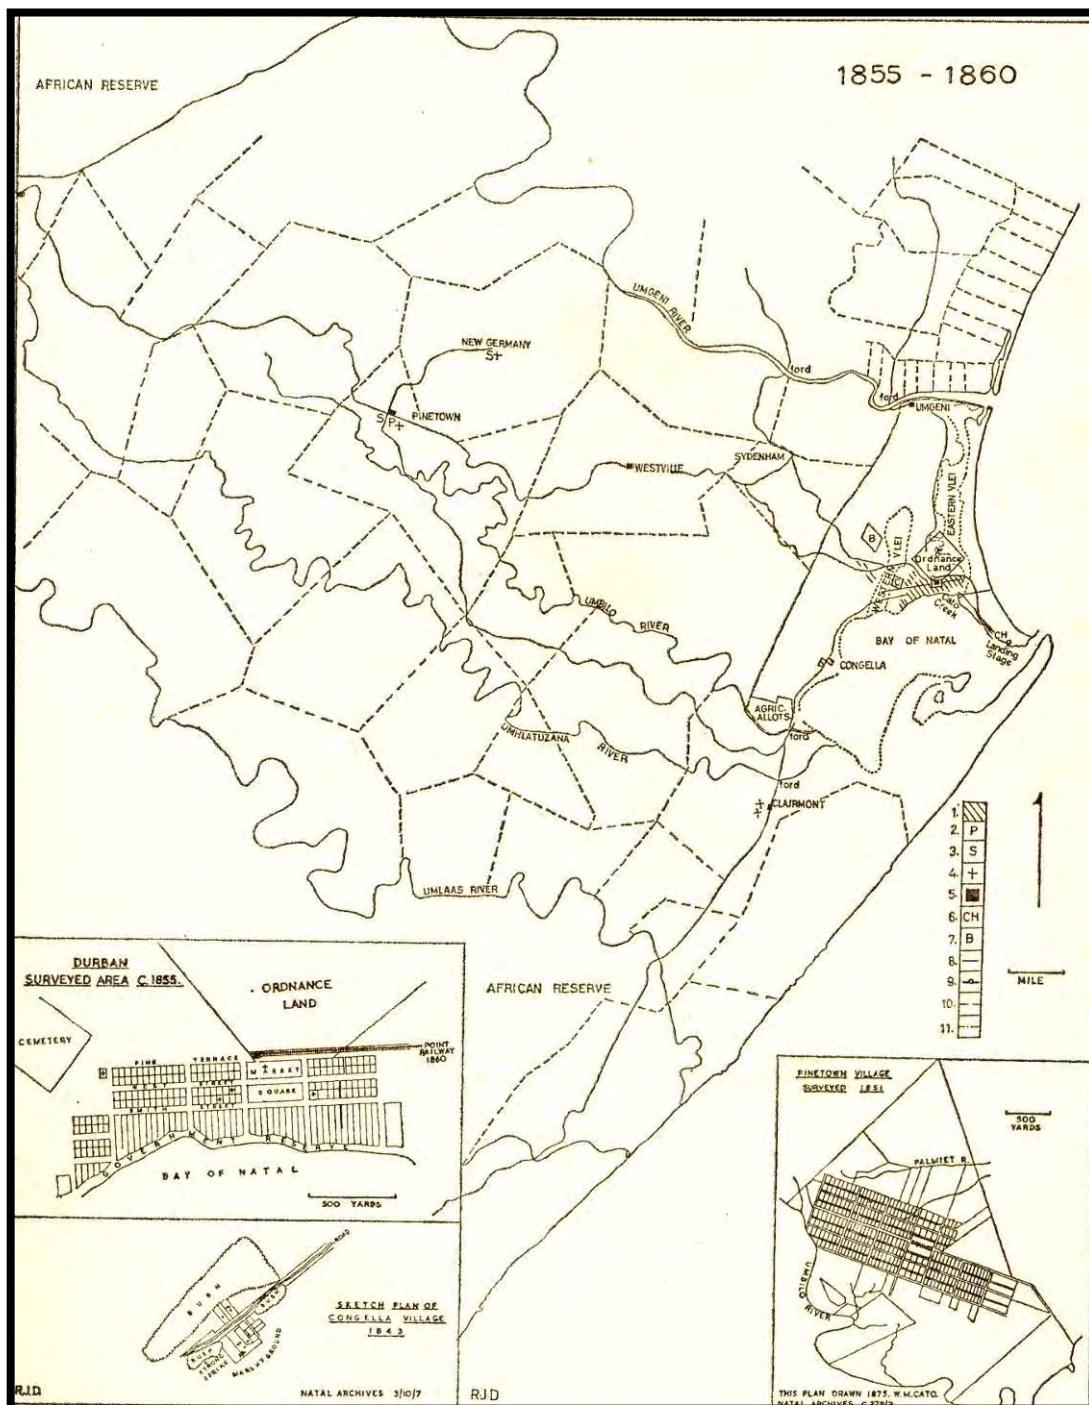 1855 - 1860
AFRICAN RESERVE
UMGENI
RIVER
NEW GERMANY
S+
ford
ford
UMGENI
S
P+
PINETOWN
SYDENHAM
WESTVILLE
EASTERN VLEI
B
WESTERN VLEI
Ordnance
Land
C
Cato
Creek
UMBILO
RIVER
BAY OF NATAL
CH
Landing
Stage
CONGELLA
AGRIC.
ALLOTS
ford
UMHLATUZANA
RIVER
ford
CLAIRMONT
UMLAAS RIVER
1.
2. P
3. S
4. +
5.
6. CH
7. B
8.
9.
10.
11.
MILE
AFRICAN RESERVE
DURBAN
SURVEYED AREA C.1855.
ORDNANCE
LAND
CEMETERY
POINT
RAILWAY
1860
PINE TERRACE
MARKET
WEST STREET
SQUARE
SMITH STREET
GOVERNMENT RESERVE
BAY OF NATAL
500 YARDS
PINETOWN VILLAGE
SURVEYED 1851
500
YARDS
PALMIET R.
SQUARE
UMBILO
RIVER
THIS PLAN DRAWN 1875. W.M.CATO.
ROAD
BUSH
BUSH
BUSH
STRONG
SPRING
MARKET GROUND
SKETCH PLAN OF
CONGELLA VILLAGE
1843
R.J.D.
NATAL ARCHIVES 3/10/7
R.J.D
NATAL ARCHIVES